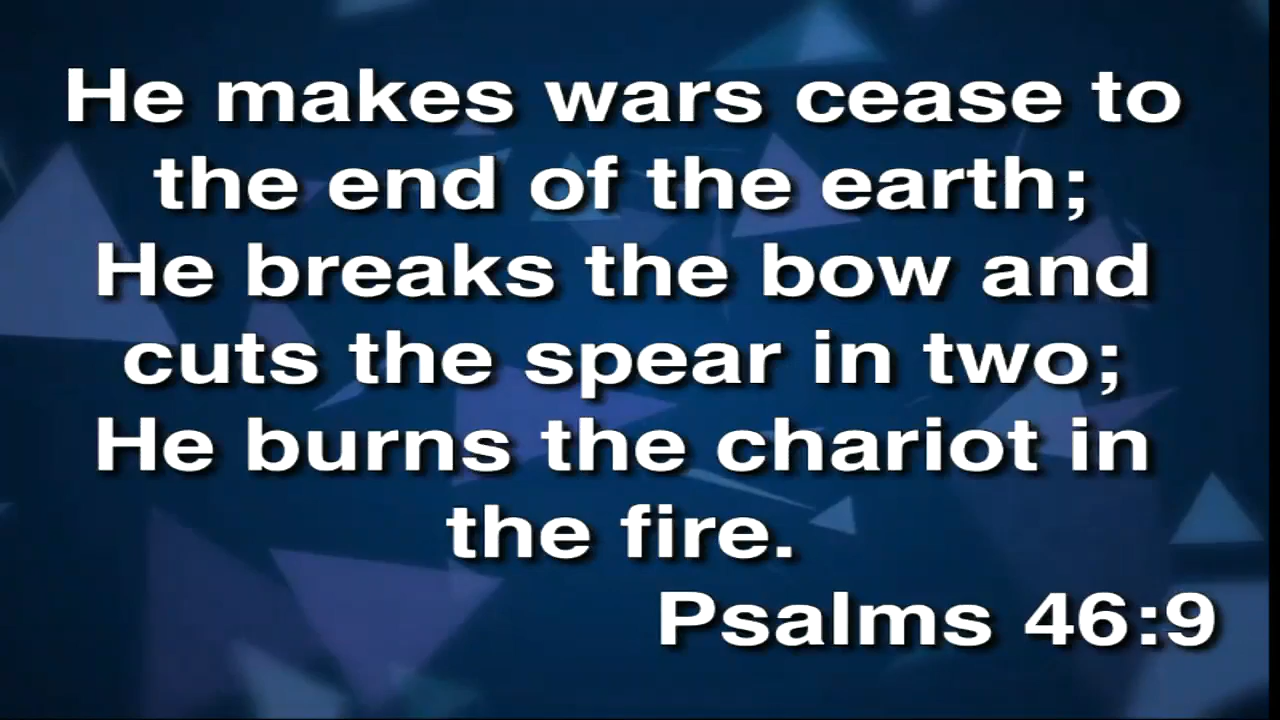 He makes wars cease to
the end of the earth;
He breaks the bow and
cuts the spear in two;
He burns the chariot in
the fire.
Psalms 46:9